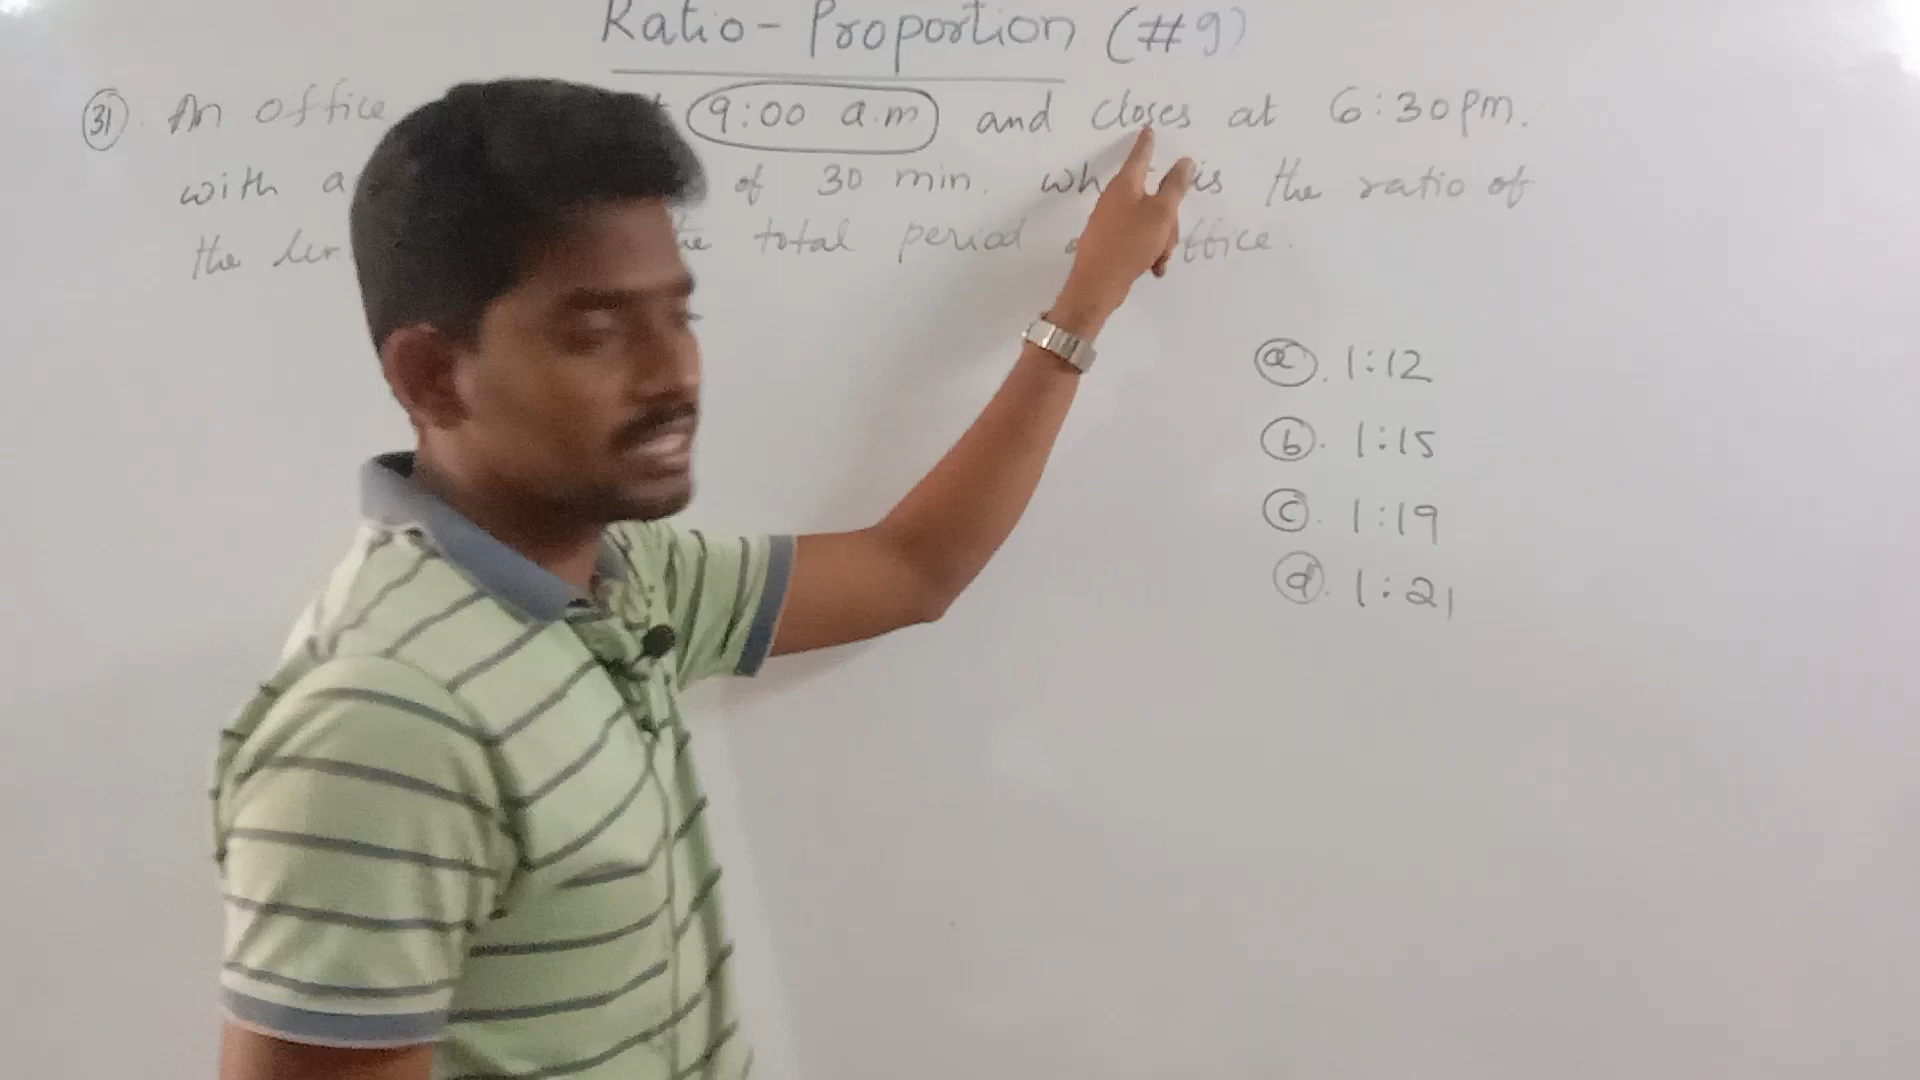 Ratio - Proportion (#9)
31. An office 9:00 a.m and closes at 6:30pm.
with a of 30 min. is the ratio of
the total period office.
a. 1:12
b. 1:15
c. 1:19
d. 1:21